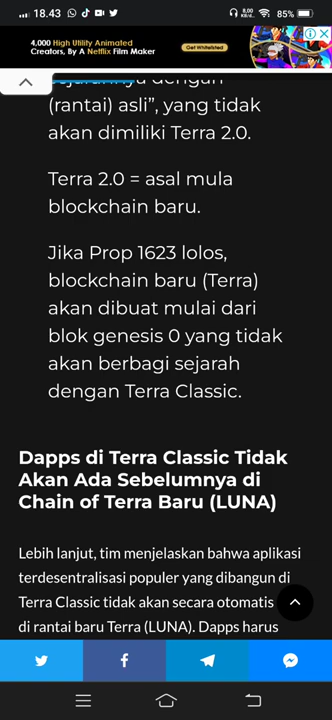 18.43
8,00
KB/d..
85%
4,000 High Utility Animated
Creators, By A Netflix Film Maker
Get Whitelisted
(rantai) asli”, yang tidak
akan dimiliki Terra 2.0.
Terra 2.0 = asal mula
blockchain baru.
Jika Prop 1623 lolos,
blockchain baru (Terra)
akan dibuat mulai dari
blok genesis 0 yang tidak
akan berbagi sejarah
dengan Terra Classic.
Dapps di Terra Classic Tidak
Akan Ada Sebelumnya di
Chain of Terra Baru (LUNA)
Lebih lanjut, tim menjelaskan bahwa aplikasi
terdesentralisasi populer yang dibangun di
Terra Classic tidak akan secara otomatis
di rantai baru Terra (LUNA). Dapps harus